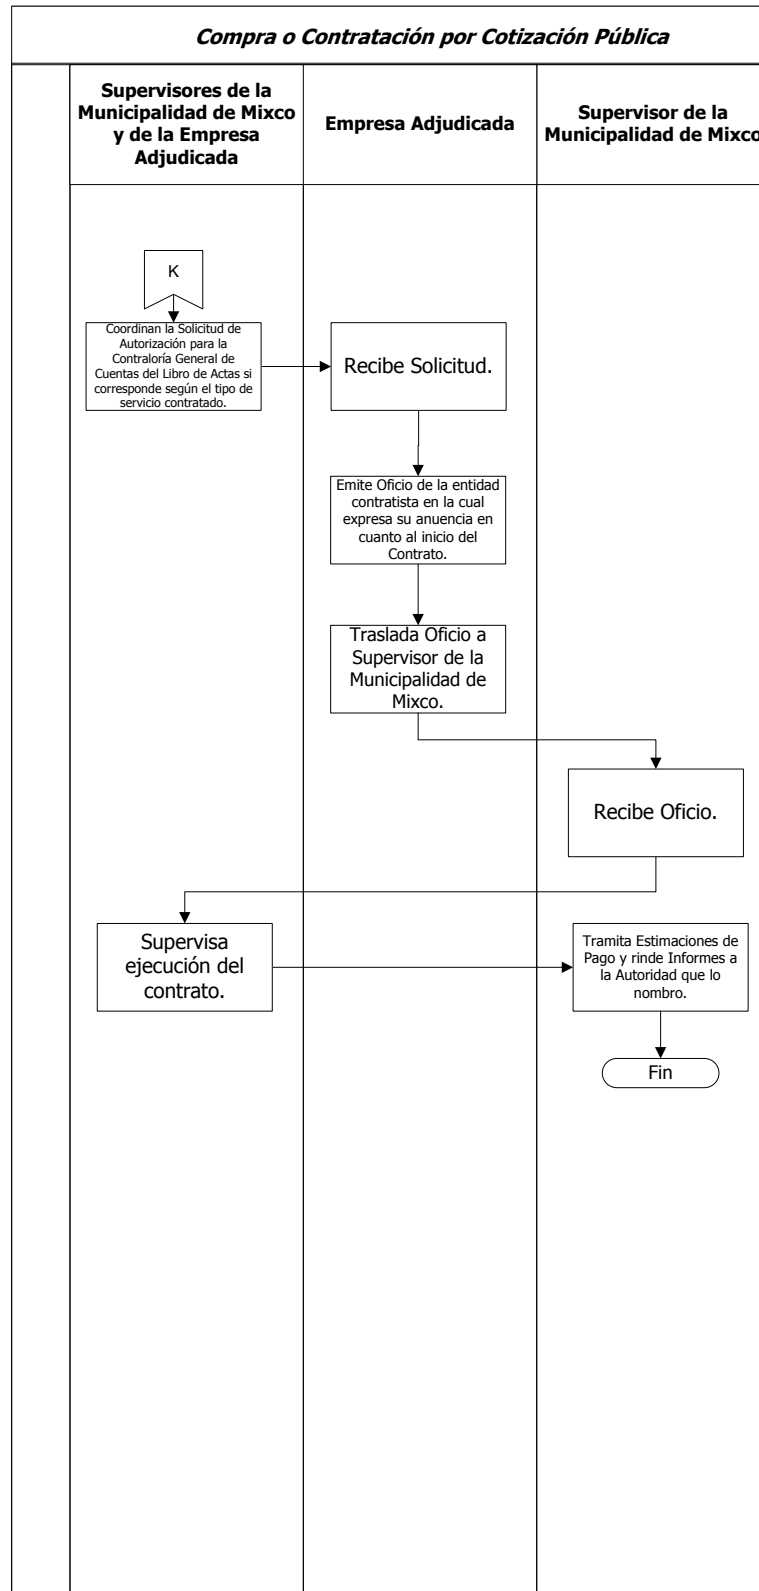 Compra o Contratación por Cotización Pública
Supervisores de la
Municipalidad de Mixco
y de la Empresa
Adjudicada
Empresa Adjudicada
Supervisor de la
Municipalidad de Mixco
K
Coordinan la Solicitud de
Autorización para la
Contraloría General de
Cuentas del Libro de Actas si
corresponde según el tipo de
servicio contratado.
Recibe Solicitud.
Emite Oficio de la entidad
contratista en la cual
expresa su anuencia en
cuanto al inicio del
Contrato.
Traslada Oficio a
Supervisor de la
Municipalidad de
Mixco.
Recibe Oficio.
Supervisa
ejecución del
contrato.
Tramita Estimaciones de
Pago y rinde Informes a
la Autoridad que lo
nombro.
Fin